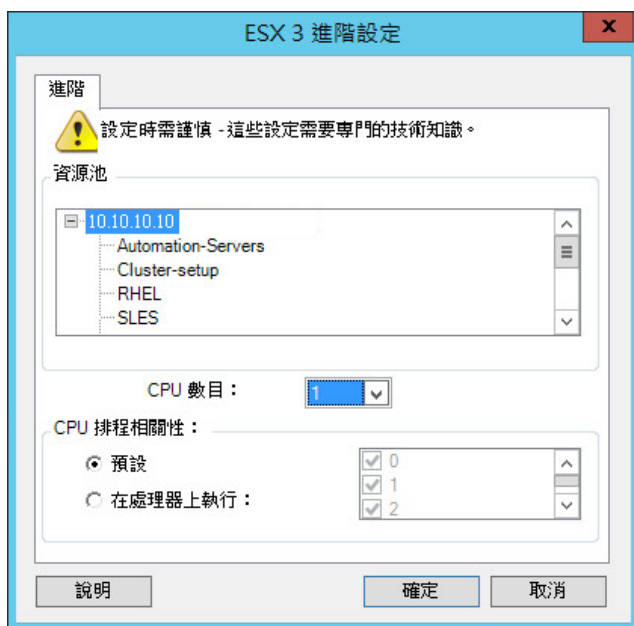 ESX 3 進階設定
x
進階
設定時需謹慎 -這些設定需要專門的技術知識。
資源池
10.10.10.10
Automation-Servers
Cluster-setup
RHEL
SLES
CPU 數目： 1
CPU 排程相關性：
預設
在處理器上執行：
0
1
2
說明 確定 取消